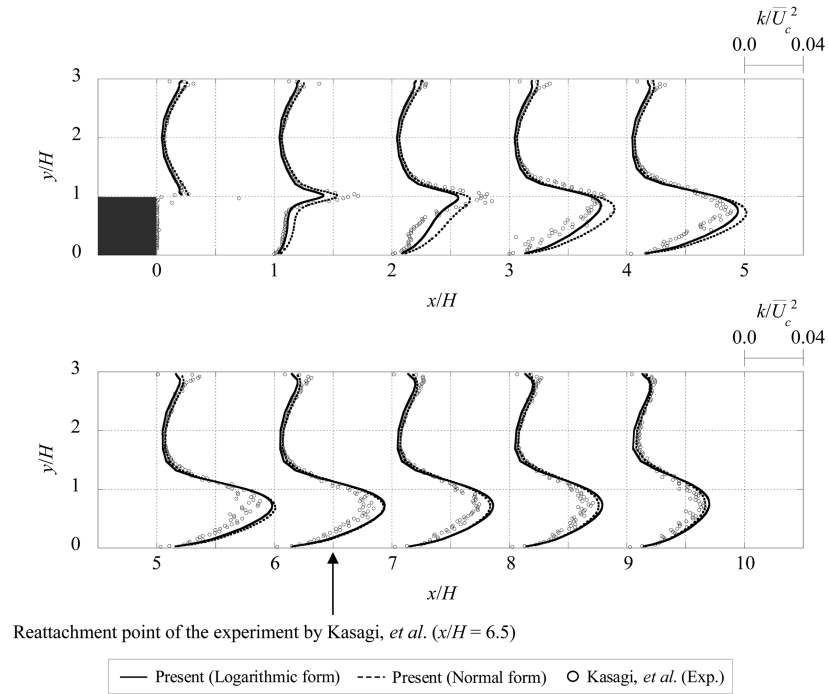 k/U̅c²
0.0 0.04
3
2
1
0
y/H
0 1 2 3 4 5
x/H
k/U̅c²
0.0 0.04
3
2
1
0
y/H
5 6 7 8 9 10
x/H
Reattachment point of the experiment by Kasagi, et al. (x/H = 6.5)
Present (Logarithmic form) Present (Normal form) Kasagi, et al. (Exp.)